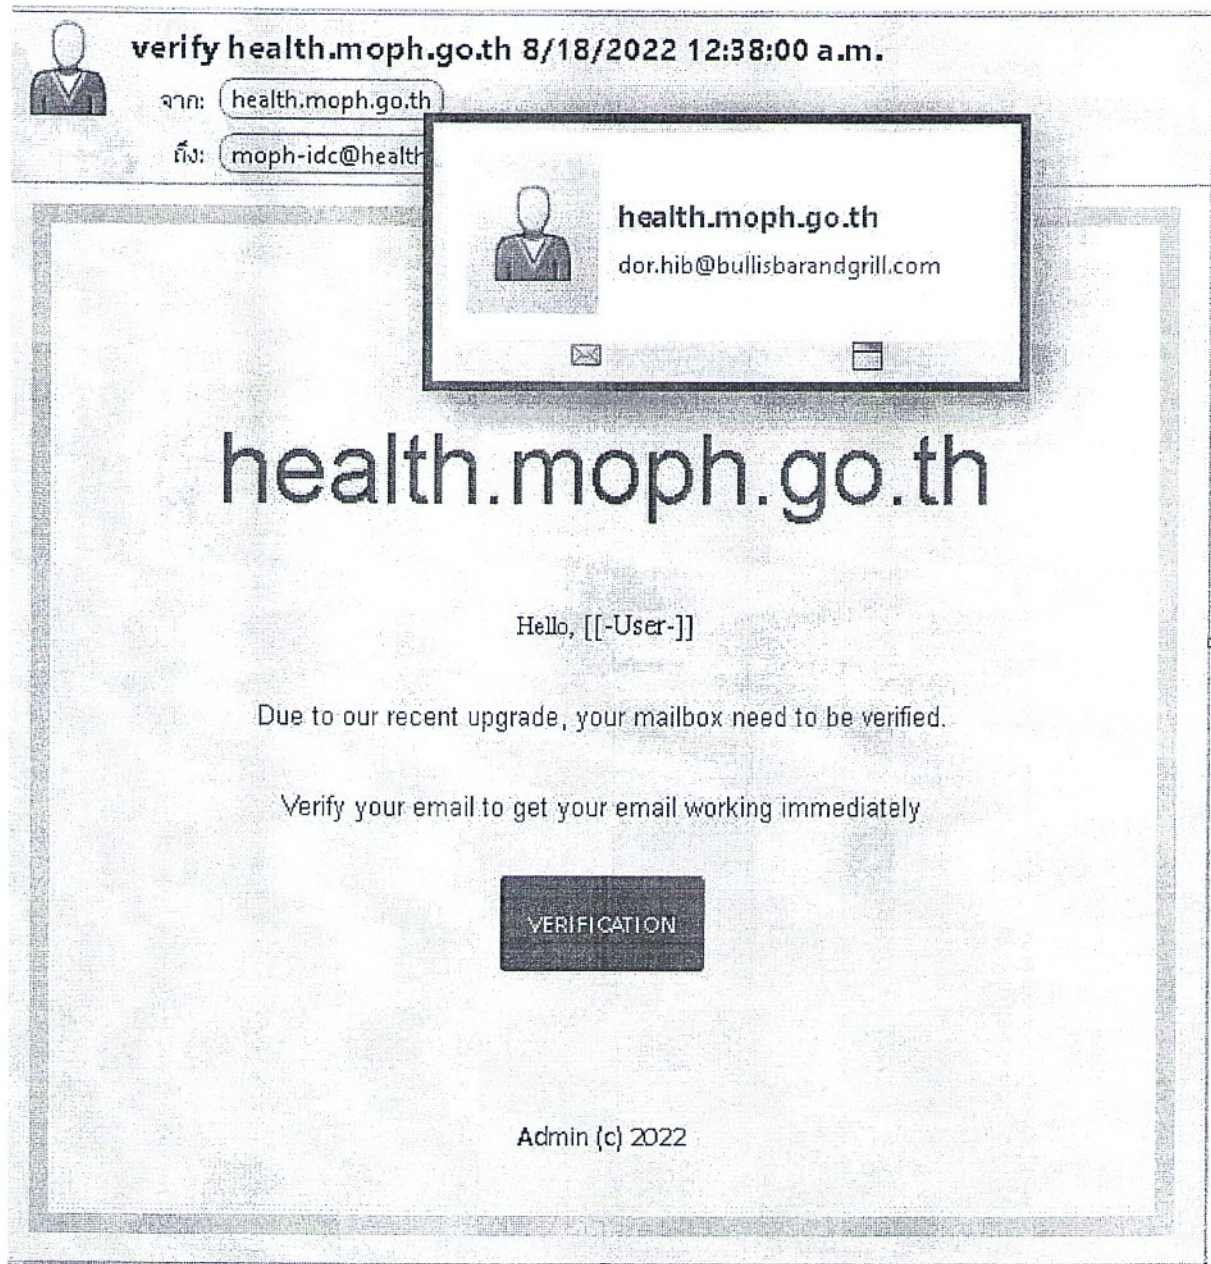 verify health.moph.go.th 8/18/2022 12:38:00 a.m.
จาก: health.moph.go.th
ถึง: moph-idc@health
health.moph.go.th
dor.hib@bullisbarandgrill.com
health.moph.go.th
Hello, [[-User-]]
Due to our recent upgrade, your mailbox need to be verified.
Verify your email to get your email working immediately
VERIFICATION
Admin (c) 2022